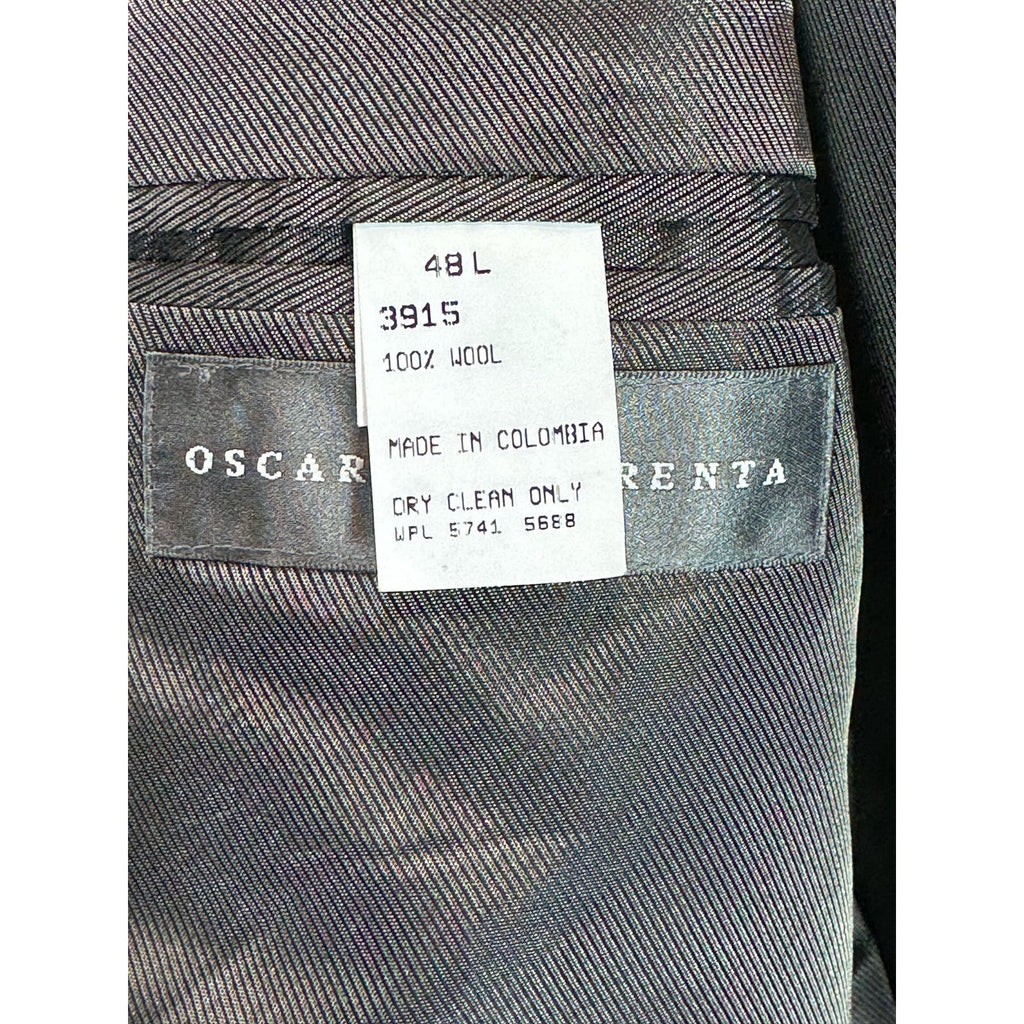 48 L
3915
100% WOOL
MADE IN COLOMBIA
OSCAR RENTA
DRY CLEAN ONLY
WPL 5741 5688